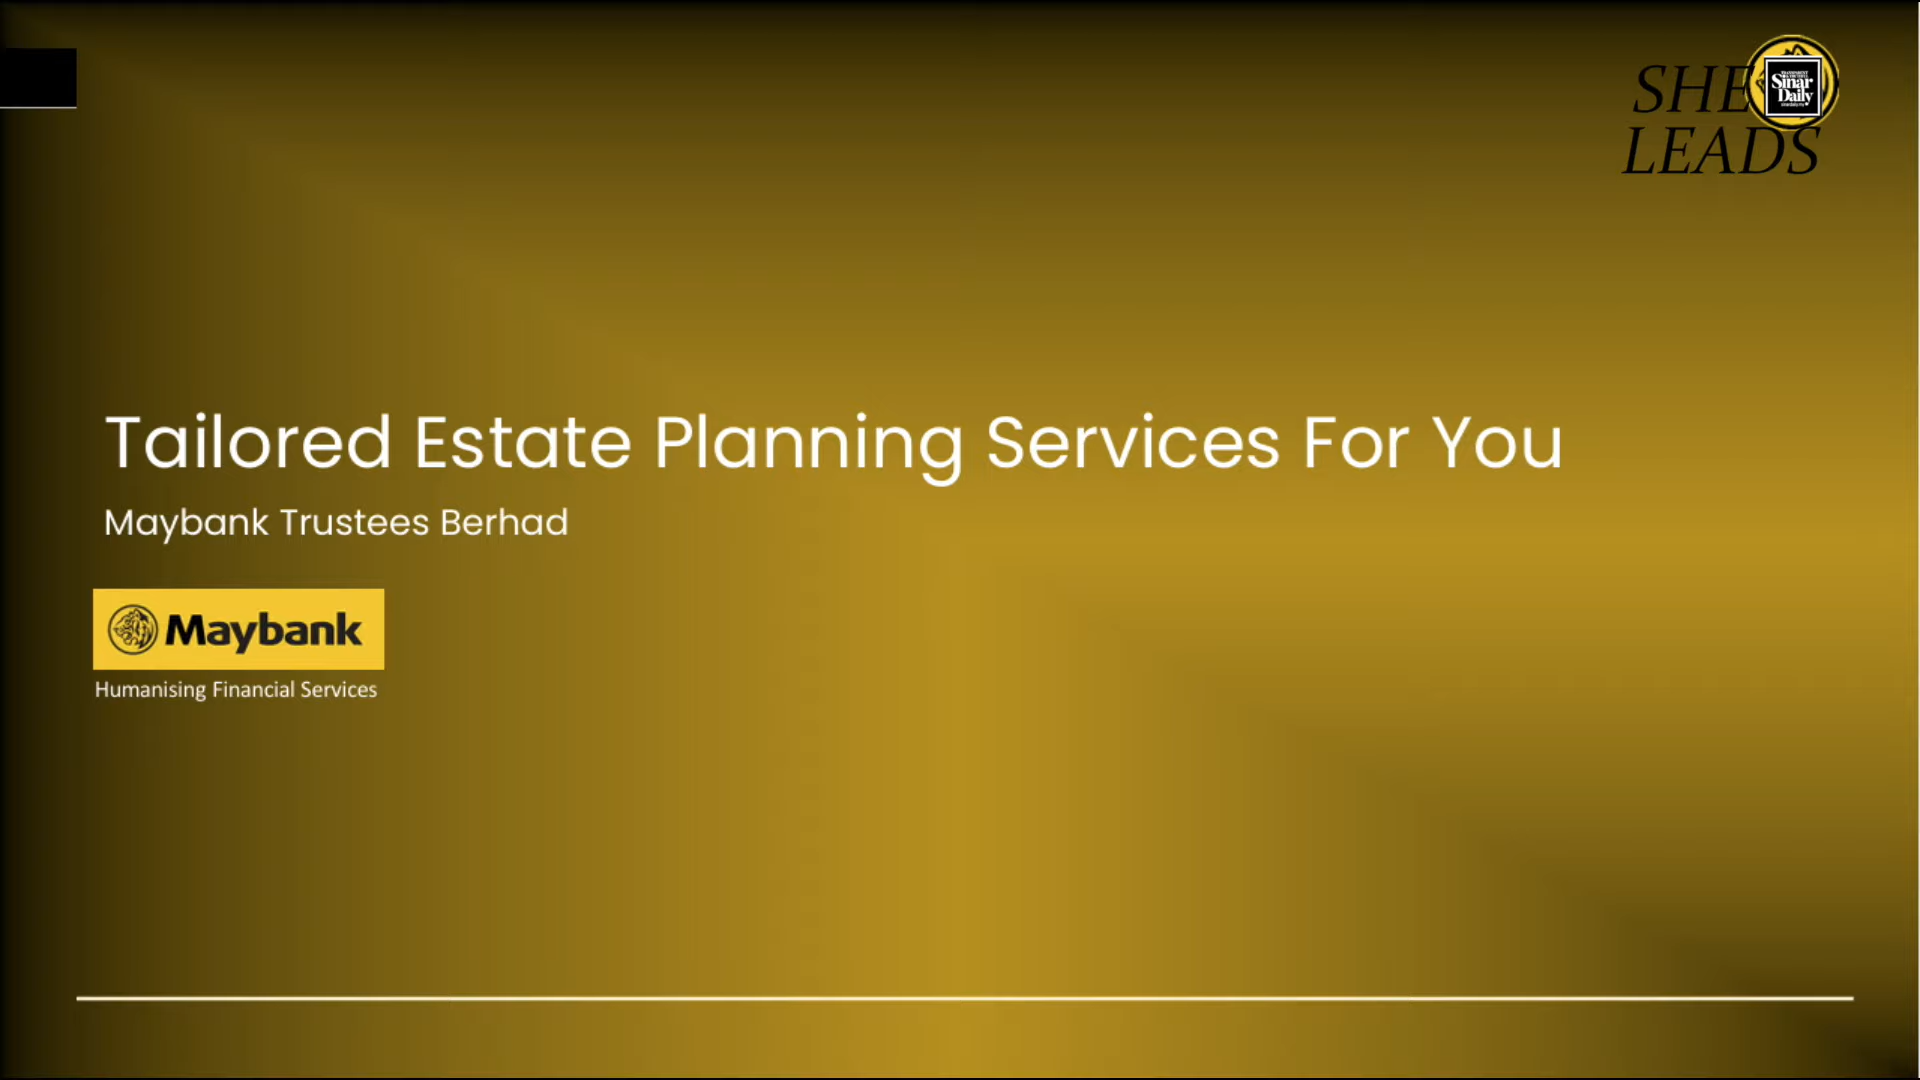 SHE
Sinar
Daily
LEADS
Tailored Estate Planning Services For You
Maybank Trustees Berhad
Maybank
Humanising Financial Services